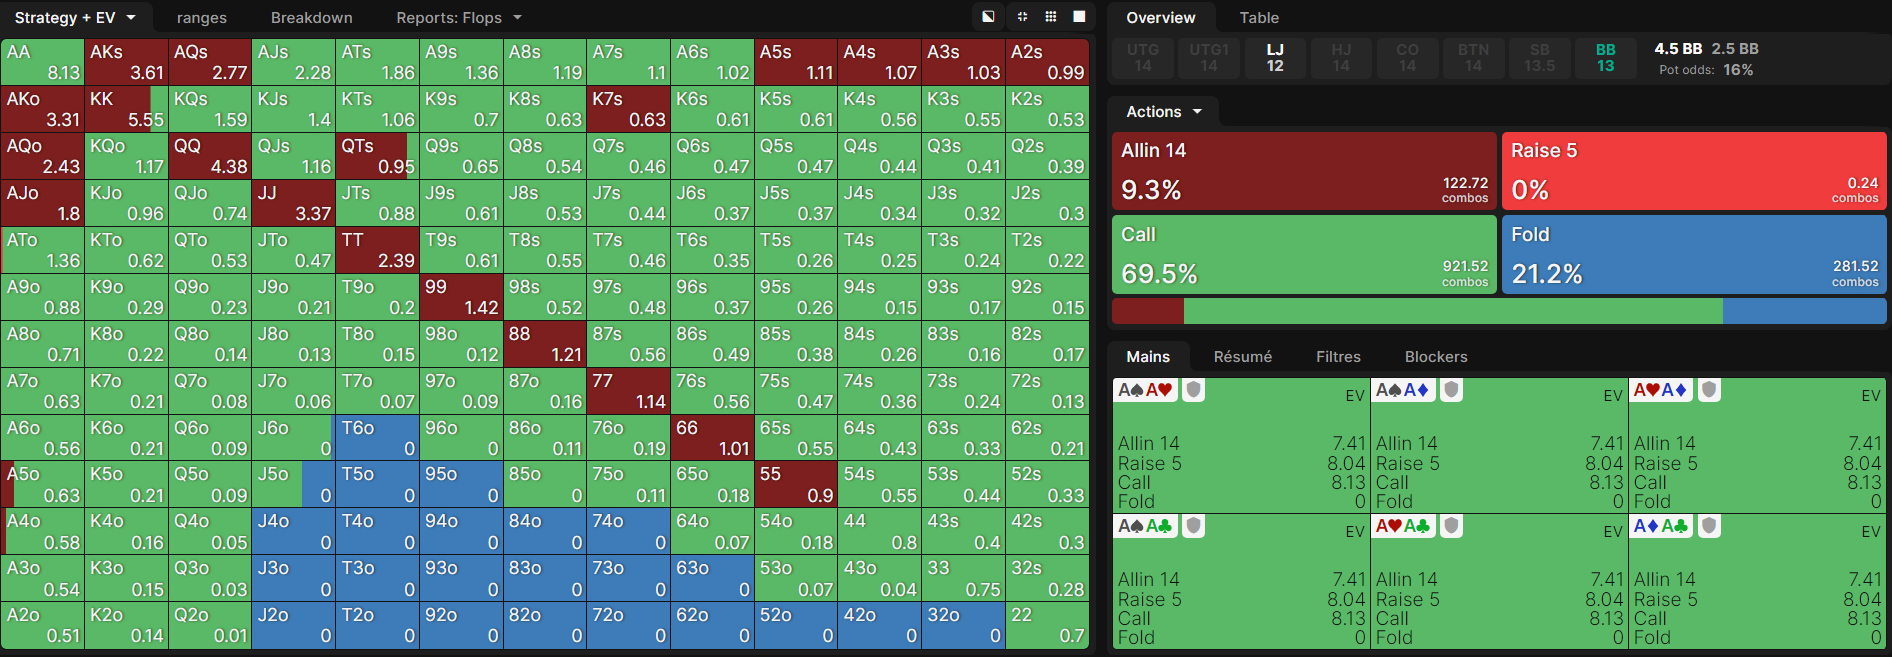 Strategy + EV ranges Breakdown Reports: Flops
AA AKs AQs AJs ATs A9s A8s A7s A6s A5s A4s A3s A2s
8.13 3.61 2.77 2.28 1.86 1.36 1.19 1.1 1.02 1.11 1.07 1.03 0.99
AKo KK KQs KJs KTs K9s K8s K7s K6s K5s K4s K3s K2s
3.31 5.55 1.59 1.4 1.06 0.7 0.63 0.63 0.61 0.61 0.56 0.55 0.53
AQo KQo QQ QJs QTs Q9s Q8s Q7s Q6s Q5s Q4s Q3s Q2s
2.43 1.17 4.38 1.16 0.95 0.65 0.54 0.46 0.47 0.47 0.44 0.41 0.39
AJo KJo QJo JJ JTs J9s J8s J7s J6s J5s J4s J3s J2s
1.8 0.96 0.74 3.37 0.88 0.61 0.53 0.44 0.37 0.37 0.34 0.32 0.3
ATo KTo QTo JTo TT T9s T8s T7s T6s T5s T4s T3s T2s
1.36 0.62 0.53 0.47 2.39 0.61 0.55 0.46 0.35 0.26 0.25 0.24 0.22
A9o K9o Q9o J9o T9o 99 98s 97s 96s 95s 94s 93s 92s
0.88 0.29 0.23 0.21 0.2 1.42 0.52 0.48 0.37 0.26 0.15 0.17 0.15
A8o K8o Q8o J8o T8o 98o 88 87s 86s 85s 84s 83s 82s
0.71 0.22 0.14 0.13 0.15 0.12 1.21 0.56 0.49 0.38 0.26 0.16 0.17
A7o K7o Q7o J7o T7o 97o 87o 77 76s 75s 74s 73s 72s
0.63 0.21 0.08 0.06 0.07 0.09 0.16 1.14 0.56 0.47 0.36 0.24 0.13
A6o K6o Q6o J6o T6o 96o 86o 76o 66 65s 64s 63s 62s
0.56 0.21 0.09 0 0 0 0.11 0.19 1.01 0.55 0.43 0.33 0.21
A5o K5o Q5o J5o T5o 95o 85o 75o 65o 55 54s 53s 52s
0.63 0.21 0.09 0 0 0 0 0.11 0.18 0.9 0.55 0.44 0.33
A4o K4o Q4o J4o T4o 94o 84o 74o 64o 54o 44 43s 42s
0.58 0.16 0.05 0 0 0 0 0 0.07 0.18 0.8 0.4 0.3
A3o K3o Q3o J3o T3o 93o 83o 73o 63o 53o 43o 33 32s
0.54 0.15 0.03 0 0 0 0 0 0 0.07 0.04 0.75 0.28
A2o K2o Q2o J2o T2o 92o 82o 72o 62o 52o 42o 32o 22
0.51 0.14 0.01 0 0 0 0 0 0 0 0 0 0.7
Overview Table
UTG UTG1 LJ HJ CO BTN SB BB 4.5 BB 2.5 BB
14 14 12 14 14 14 13.5 13 Pot odds: 16%
Actions
Allin 14 Raise 5
9.3% 122.72 combos 0% 0.24 combos
Call Fold
69.5% 921.52 combos 21.2% 281.52 combos
Mains Résumé Filtres Blockers
A♠A♥ EV A♠A♦ EV A♥A♦ EV
Allin 14 7.41 Allin 14 7.41 Allin 14 7.41
Raise 5 8.04 Raise 5 8.04 Raise 5 8.04
Call 8.13 Call 8.13 Call 8.13
Fold 0 Fold 0 Fold 0
A♠A♣ EV A♥A♣ EV A♦A♣ EV
Allin 14 7.41 Allin 14 7.41 Allin 14 7.41
Raise 5 8.04 Raise 5 8.04 Raise 5 8.04
Call 8.13 Call 8.13 Call 8.13
Fold 0 Fold 0 Fold 0